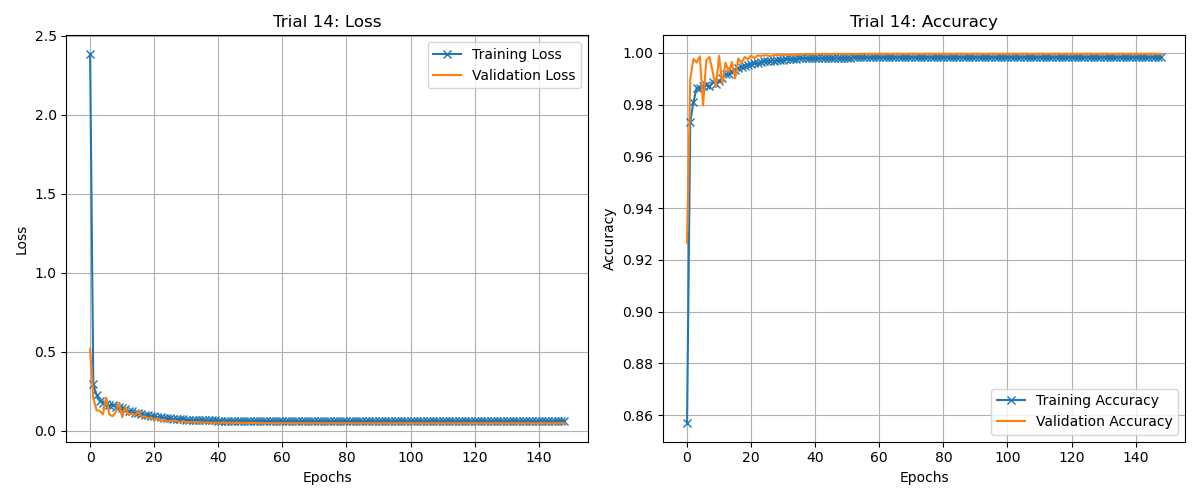 Trial 14: Loss
2.5
2.0
1.5
1.0
0.5
0.0
Loss
Training Loss
Validation Loss
0 20 40 60 80 100 120 140
Epochs
Trial 14: Accuracy
1.00
0.98
0.96
0.94
0.92
0.90
0.88
0.86
Accuracy
Training Accuracy
Validation Accuracy
0 20 40 60 80 100 120 140
Epochs